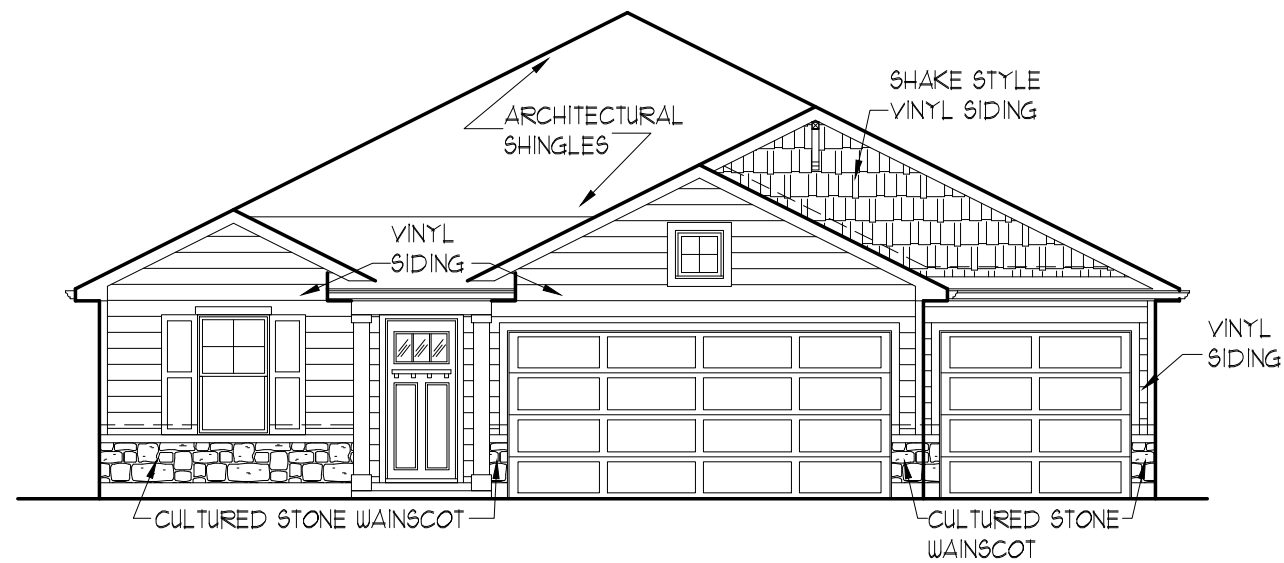 SHAKE STYLE
VINYL SIDING
ARCHITECTURAL
SHINGLES
VINYL
SIDING
VINYL
SIDING
CULTURED STONE WAINSCOT
CULTURED STONE
WAINSCOT